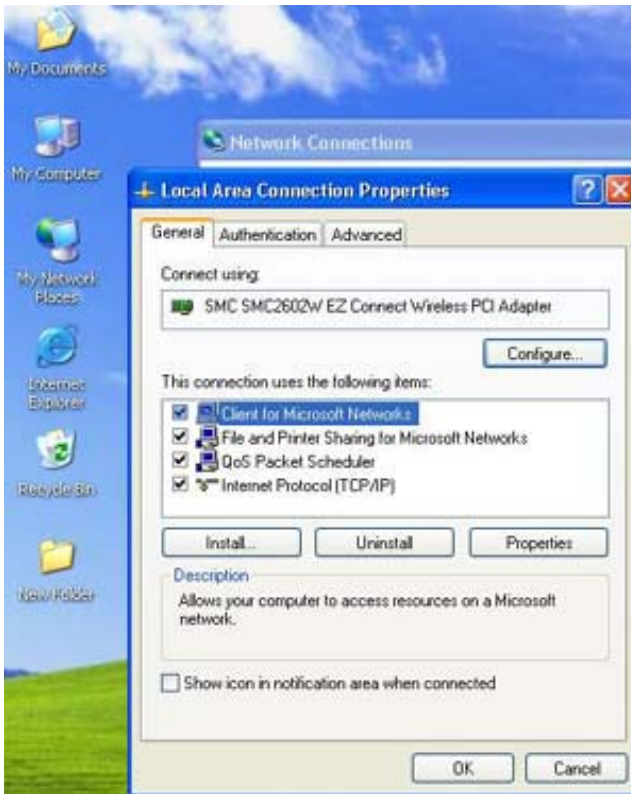 My Documents
My Computer
My Network
Places
Internet
Explorer
Recycle Bin
New Folder
Network Connections
Local Area Connection Properties
General Authentication Advanced
Connect using:
SMC SMC2602W EZ Connect Wireless PCI Adapter
Configure...
This connection uses the following items:
Client for Microsoft Networks
File and Printer Sharing for Microsoft Networks
QoS Packet Scheduler
Internet Protocol (TCP/IP)
Install... Uninstall Properties
Description
Allows your computer to access resources on a Microsoft
network.
Show icon in notification area when connected
OK Cancel